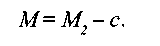 M = M₂ – c.